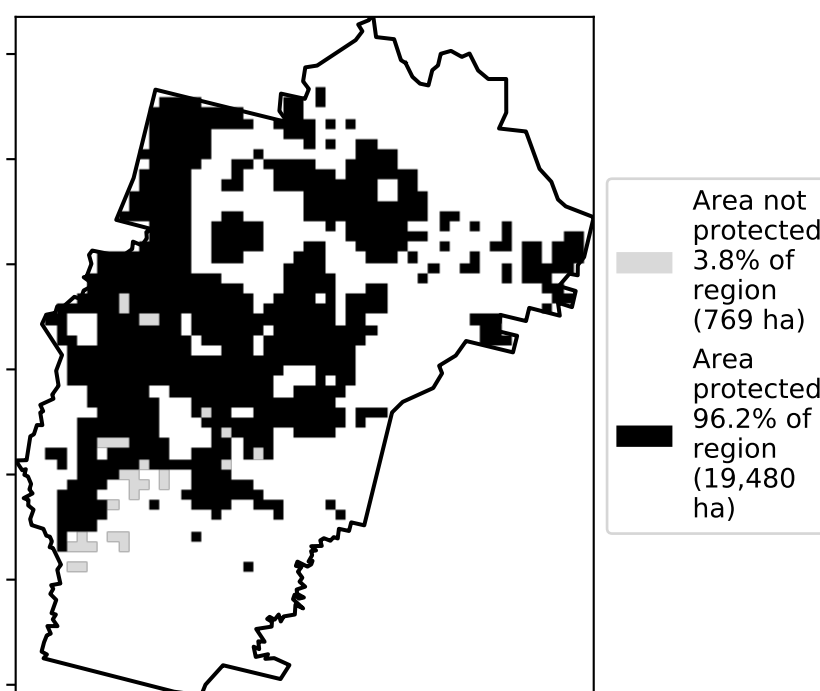 Area not
protected
3.8% of
region
(769 ha)
Area
protected
96.2% of
region
(19,480
ha)